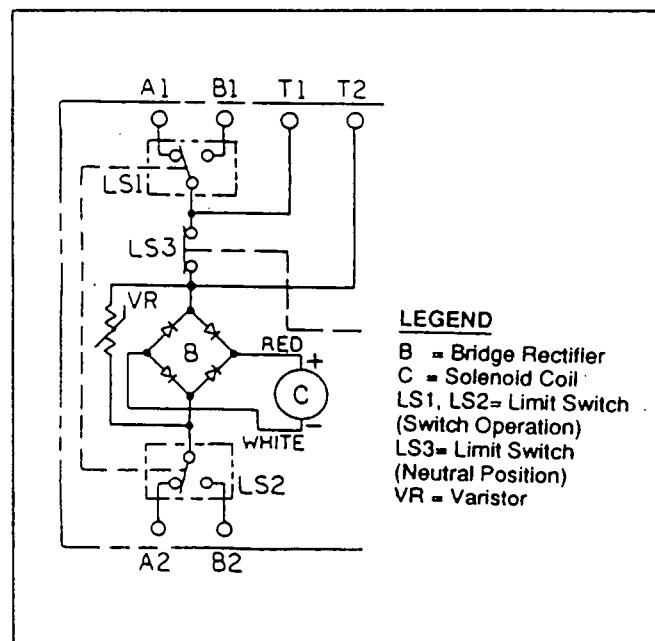 A1 B1 T1 T2
LS1
LS3
VR
B
RED
+
C
-
WHITE
LS2
A2 B2
LEGEND
B = Bridge Rectifier
C = Solenoid Coil
LS1, LS2= Limit Switch
(Switch Operation)
LS3= Limit Switch
(Neutral Position)
VR = Varistor